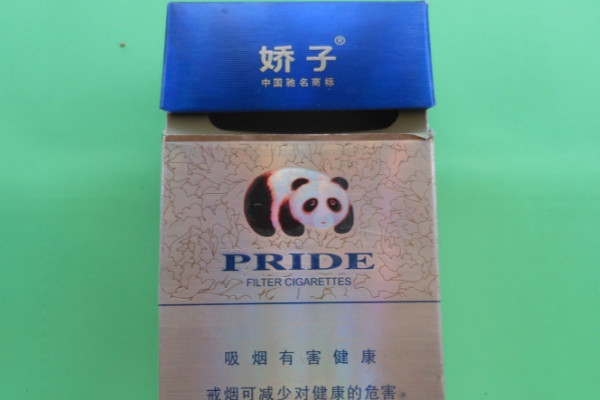 娇子®
中国驰名商标
PRIDE
FILTER CIGARETTES
吸烟有害健康
戒烟可减少对健康的危害。